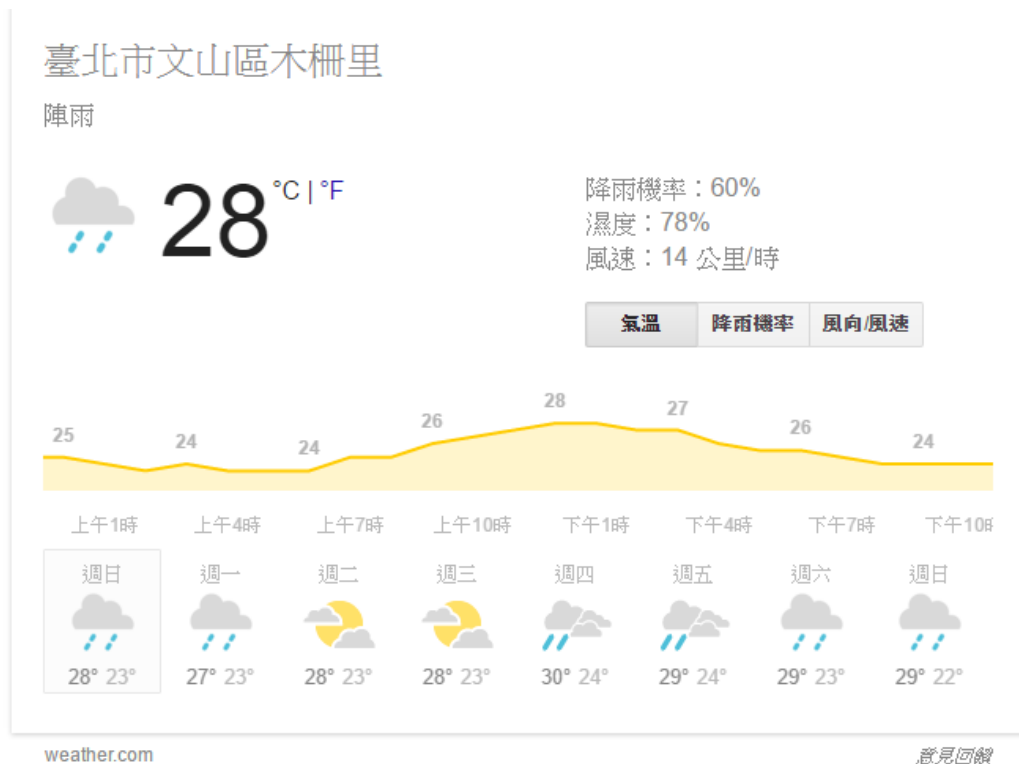 臺北市文山區木柵里
陣雨
28 °C | °F
降雨機率：60%
濕度：78%
風速：14 公里/時
氣溫 降雨機率 風向/風速
25 24 24 26 28 27 26 24
上午1時 上午4時 上午7時 上午10時 下午1時 下午4時 下午7時 下午10時
週日 週一 週二 週三 週四 週五 週六 週日
28° 23° 27° 23° 28° 23° 28° 23° 30° 24° 29° 24° 29° 23° 29° 22°
weather.com 意見回饋